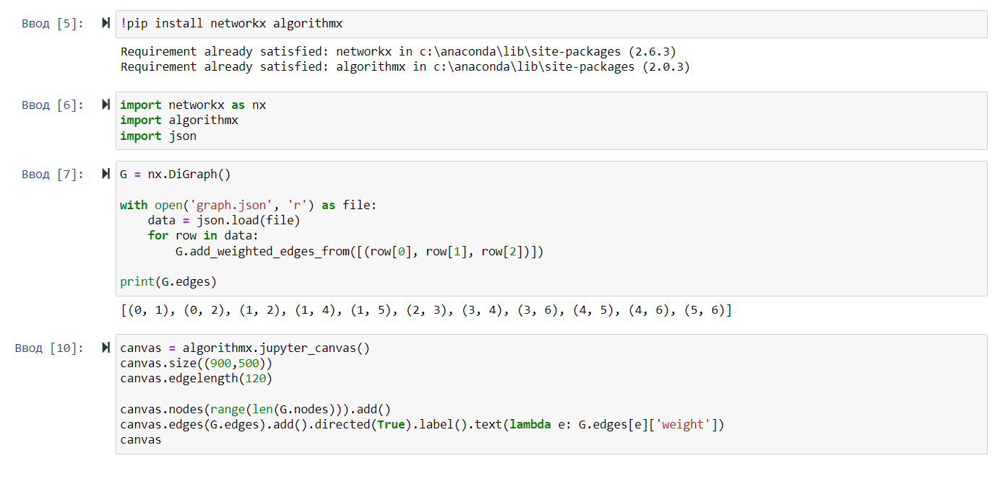 Ввод [5]: !pip install networkx algorithmx
Requirement already satisfied: networkx in c:\anaconda\lib\site-packages (2.6.3)
Requirement already satisfied: algorithmx in c:\anaconda\lib\site-packages (2.0.3)
Ввод [6]: import networkx as nx
import algorithmx
import json
Ввод [7]: G = nx.DiGraph()
with open('graph.json', 'r') as file:
    data = json.load(file)
    for row in data:
        G.add_weighted_edges_from([(row[0], row[1], row[2])])
print(G.edges)
[(0, 1), (0, 2), (1, 2), (1, 4), (1, 5), (2, 3), (3, 4), (3, 6), (4, 5), (4, 6), (5, 6)]
Ввод [10]: canvas = algorithmx.jupyter_canvas()
canvas.size((900,500))
canvas.edgelength(120)
canvas.nodes(range(len(G.nodes))).add()
canvas.edges(G.edges).add().directed(True).label().text(lambda e: G.edges[e]['weight'])
canvas